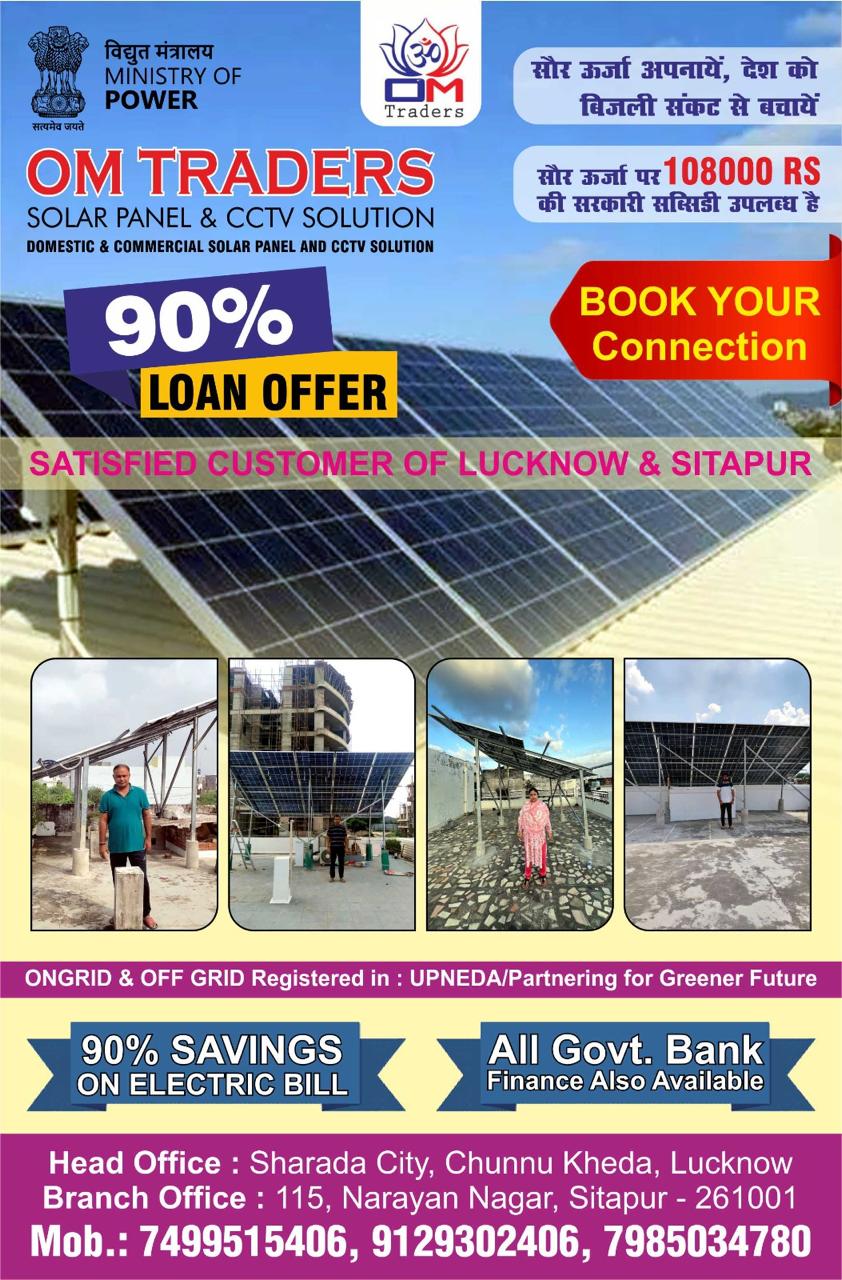 विद्युत मंत्रालय
MINISTRY OF
POWER
सत्यमेव जयते
ॐ
OM
Traders
सौर ऊर्जा अपनायें, देश को
बिजली संकट से बचायें
OM TRADERS
SOLAR PANEL & CCTV SOLUTION
DOMESTIC & COMMERCIAL SOLAR PANEL AND CCTV SOLUTION
सौर ऊर्जा पर 108000 RS
की सरकारी सब्सिडी उपलब्ध है
90%
LOAN OFFER
BOOK YOUR
Connection
SATISFIED CUSTOMER OF LUCKNOW & SITAPUR
ONGRID & OFF GRID Registered in : UPNEDA/Partnering for Greener Future
90% SAVINGS
ON ELECTRIC BILL
All Govt. Bank
Finance Also Available
Head Office : Sharada City, Chunnu Kheda, Lucknow
Branch Office : 115, Narayan Nagar, Sitapur - 261001
Mob.: 7499515406, 9129302406, 7985034780